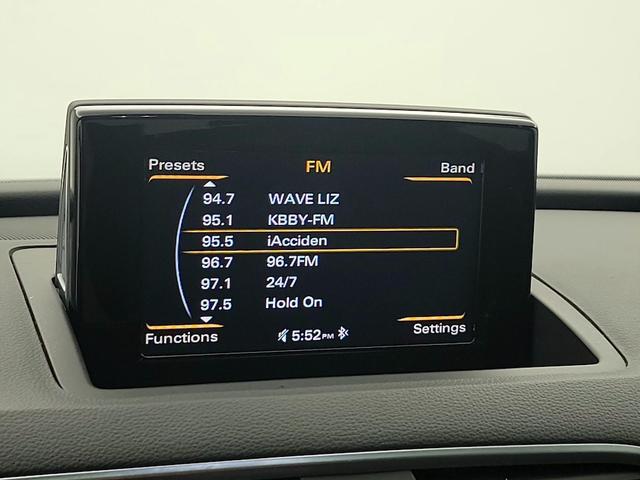 Presets FM Band
94.7 WAVE LIZ
95.1 KBBY-FM
95.5 iAcciden
96.7 96.7FM
97.1 24/7
97.5 Hold On
Functions 5:52PM Settings